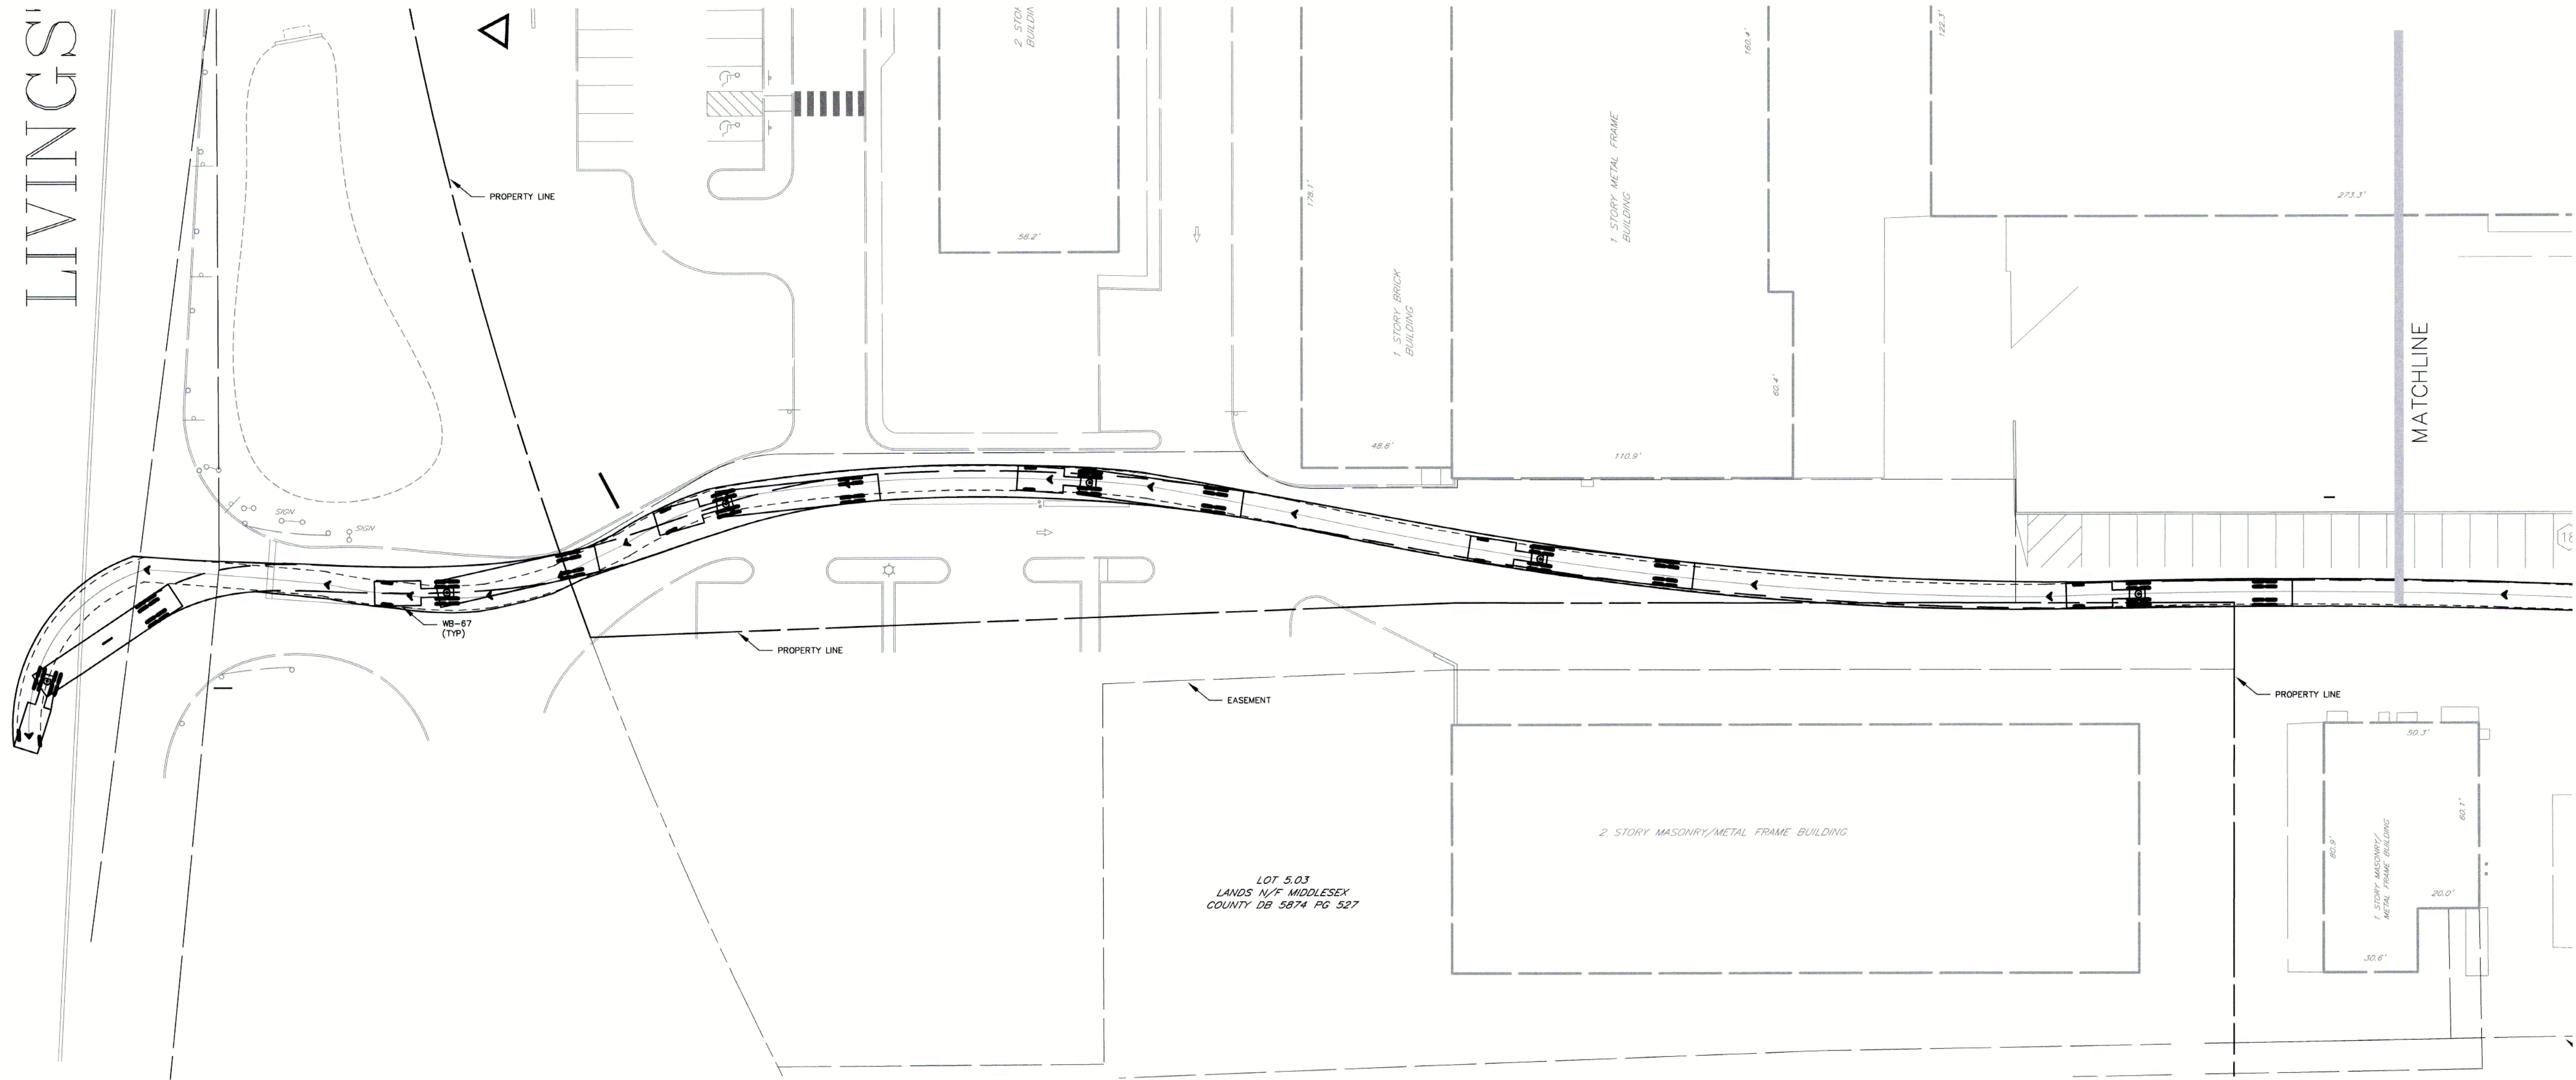 LIVINGS
PROPERTY LINE
2 STOR
BUILDIN
58.2'
178.1'
1 STORY BRICK
BUILDING
48.8'
1 STORY METAL FRAME
BUILDING
160.4'
60.4'
110.9'
122.3'
273.3'
MATCHLINE
18
SIGN
SIGN
WB-67
(TYP)
PROPERTY LINE
EASEMENT
PROPERTY LINE
2 STORY MASONRY/METAL FRAME BUILDING
LOT 5.03
LANDS N/F MIDDLESEX
COUNTY DB 5874 PG 527
50.3'
80.9'
1 STORY MASONRY/
METAL FRAME BUILDING
60.1'
20.0'
30.6'